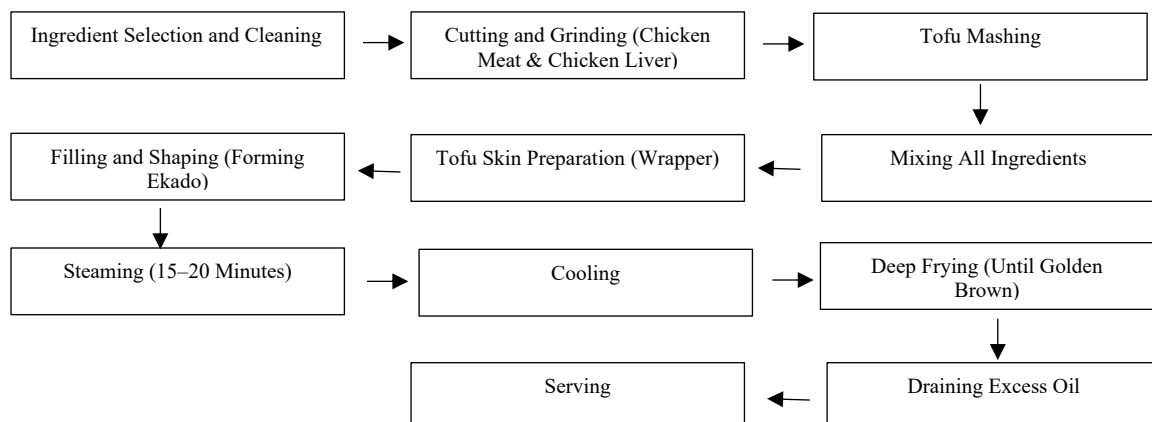 Ingredient Selection and Cleaning
Cutting and Grinding (Chicken
Meat & Chicken Liver)
Tofu Mashing
Mixing All Ingredients
Tofu Skin Preparation (Wrapper)
Filling and Shaping (Forming
Ekado)
Steaming (15–20 Minutes)
Cooling
Deep Frying (Until Golden
Brown)
Draining Excess Oil
Serving